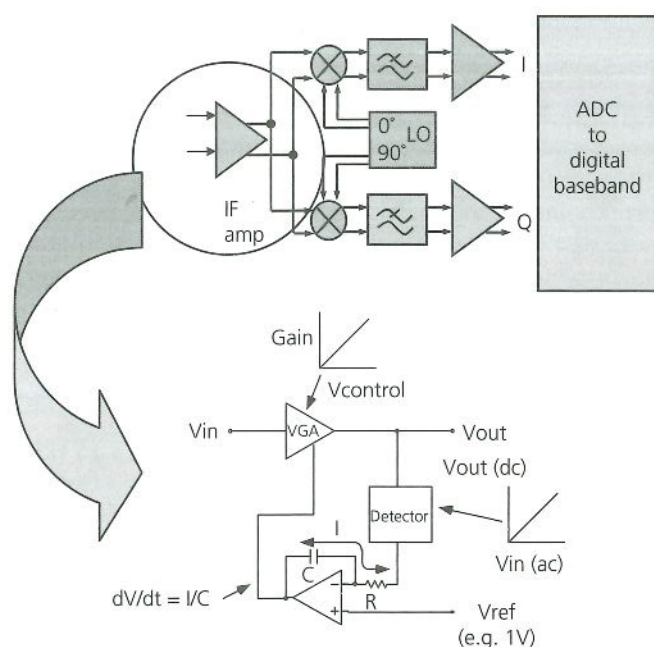 I
0°
LO
90°
ADC
to
digital
baseband
IF
amp
Q
Gain
Vcontrol
Vin
VGA
Vout
Vout (dc)
Detector
I
Vin (ac)
C
dV/dt = I/C
−
R
+
Vref
(e.g. 1V)